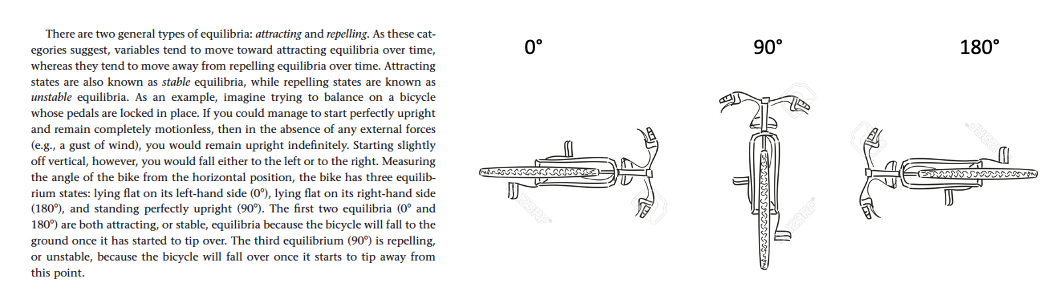 There are two general types of equilibria: attracting and repelling. As these cat-
egories suggest, variables tend to move toward attracting equilibria over time,
whereas they tend to move away from repelling equilibria over time. Attracting
states are also known as stable equilibria, while repelling states are known as
unstable equilibria. As an example, imagine trying to balance on a bicycle
whose pedals are locked in place. If you could manage to start perfectly upright
and remain completely motionless, then in the absence of any external forces
(e.g., a gust of wind), you would remain upright indefinitely. Starting slightly
off vertical, however, you would fall either to the left or to the right. Measuring
the angle of the bike from the horizontal position, the bike has three equilib-
rium states: lying flat on its left-hand side (0°), lying flat on its right-hand side
(180°), and standing perfectly upright (90°). The first two equilibria (0° and
180°) are both attracting, or stable, equilibria because the bicycle will fall to the
ground once it has started to tip over. The third equilibrium (90°) is repelling,
or unstable, because the bicycle will fall over once it starts to tip away from
this point.
0°
90°
180°